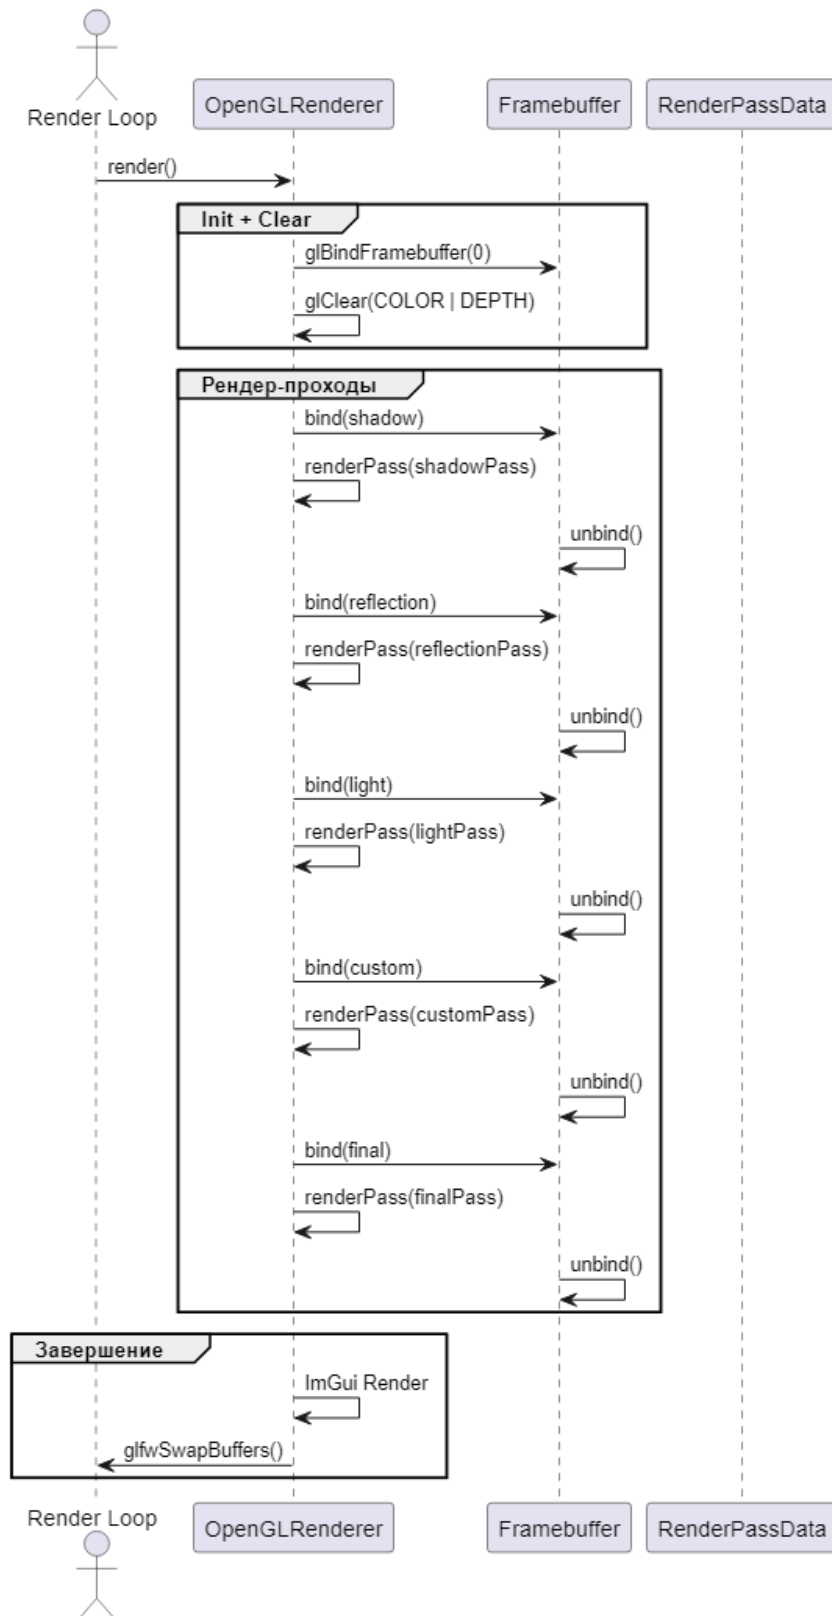 Render Loop
OpenGLRenderer
Framebuffer
RenderPassData
render()
Init + Clear
glBindFramebuffer(0)
glClear(COLOR | DEPTH)
Рендер-проходы
bind(shadow)
renderPass(shadowPass)
unbind()
bind(reflection)
renderPass(reflectionPass)
unbind()
bind(light)
renderPass(lightPass)
unbind()
bind(custom)
renderPass(customPass)
unbind()
bind(final)
renderPass(finalPass)
unbind()
Завершение
ImGui Render
glfwSwapBuffers()
Render Loop
OpenGLRenderer
Framebuffer
RenderPassData